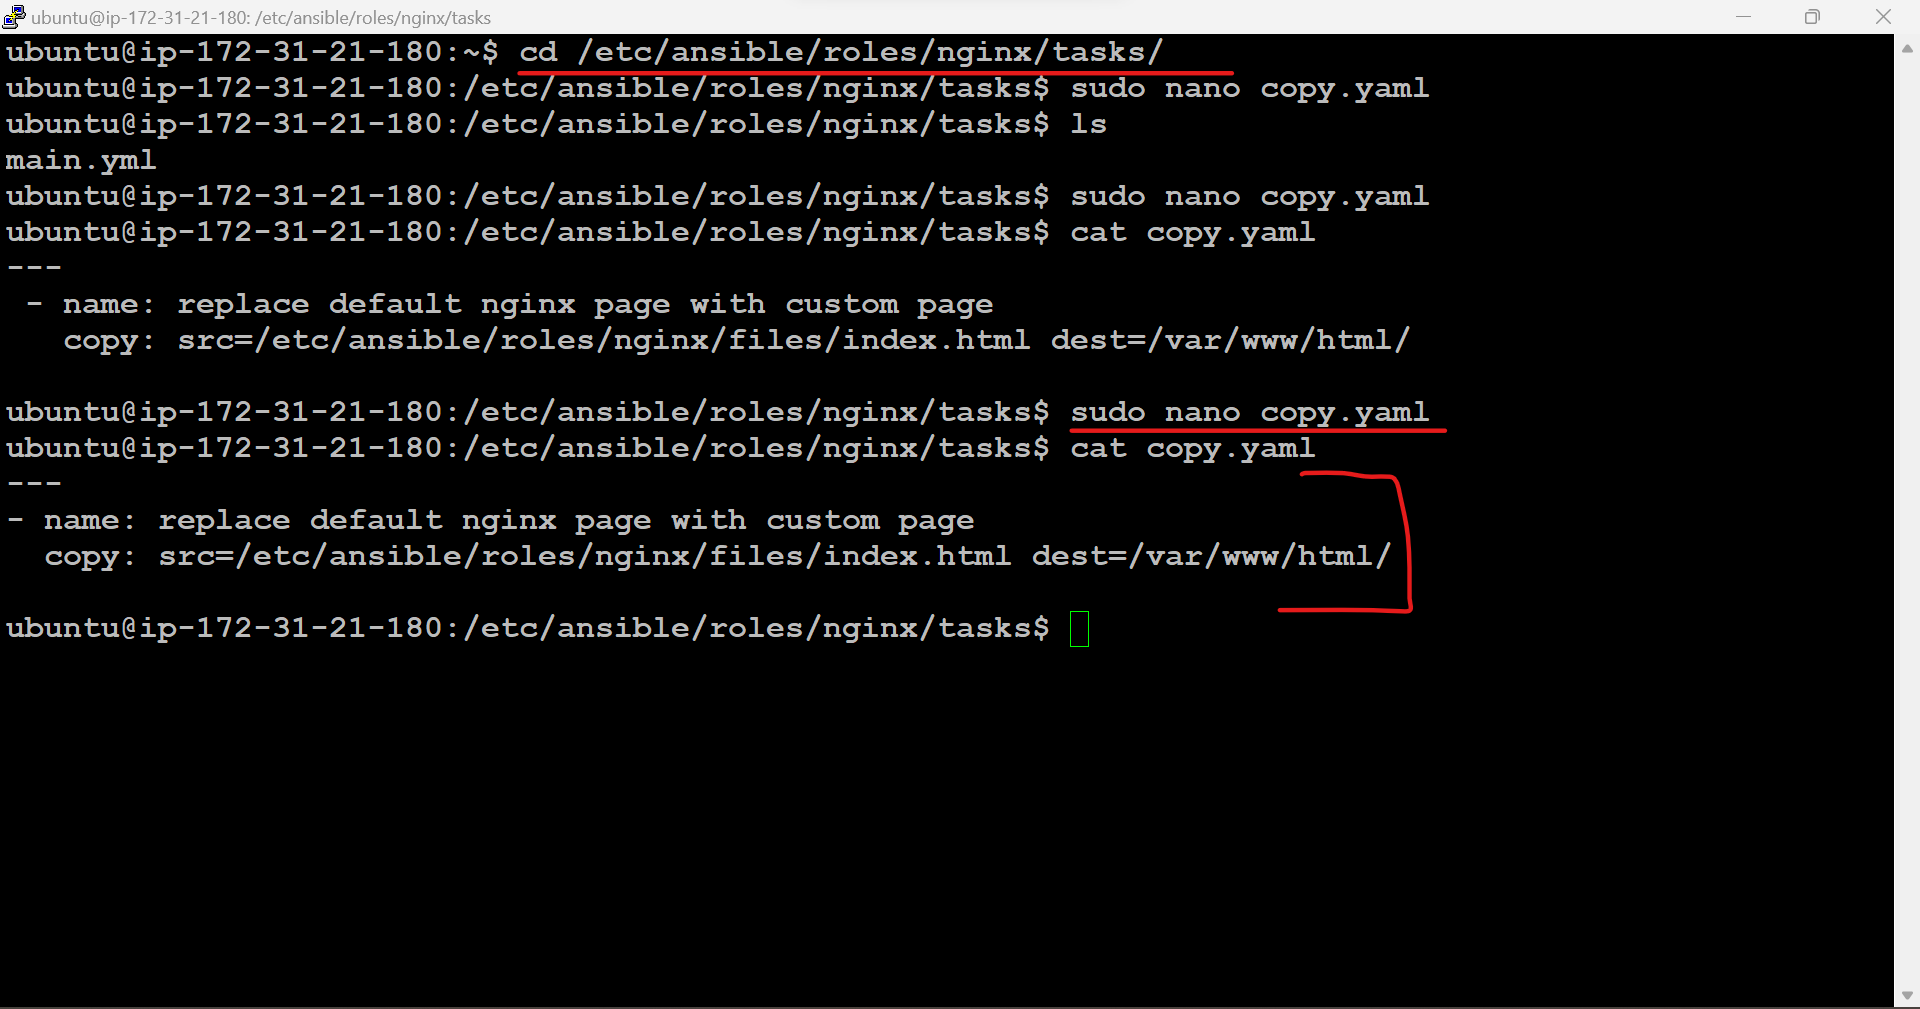 ubuntu@ip-172-31-21-180: /etc/ansible/roles/nginx/tasks
ubuntu@ip-172-31-21-180:~$ cd /etc/ansible/roles/nginx/tasks/
ubuntu@ip-172-31-21-180:/etc/ansible/roles/nginx/tasks$ sudo nano copy.yaml
ubuntu@ip-172-31-21-180:/etc/ansible/roles/nginx/tasks$ ls
main.yml
ubuntu@ip-172-31-21-180:/etc/ansible/roles/nginx/tasks$ sudo nano copy.yaml
ubuntu@ip-172-31-21-180:/etc/ansible/roles/nginx/tasks$ cat copy.yaml
---
 - name: replace default nginx page with custom page
   copy: src=/etc/ansible/roles/nginx/files/index.html dest=/var/www/html/
ubuntu@ip-172-31-21-180:/etc/ansible/roles/nginx/tasks$ sudo nano copy.yaml
ubuntu@ip-172-31-21-180:/etc/ansible/roles/nginx/tasks$ cat copy.yaml
---
- name: replace default nginx page with custom page
  copy: src=/etc/ansible/roles/nginx/files/index.html dest=/var/www/html/
ubuntu@ip-172-31-21-180:/etc/ansible/roles/nginx/tasks$